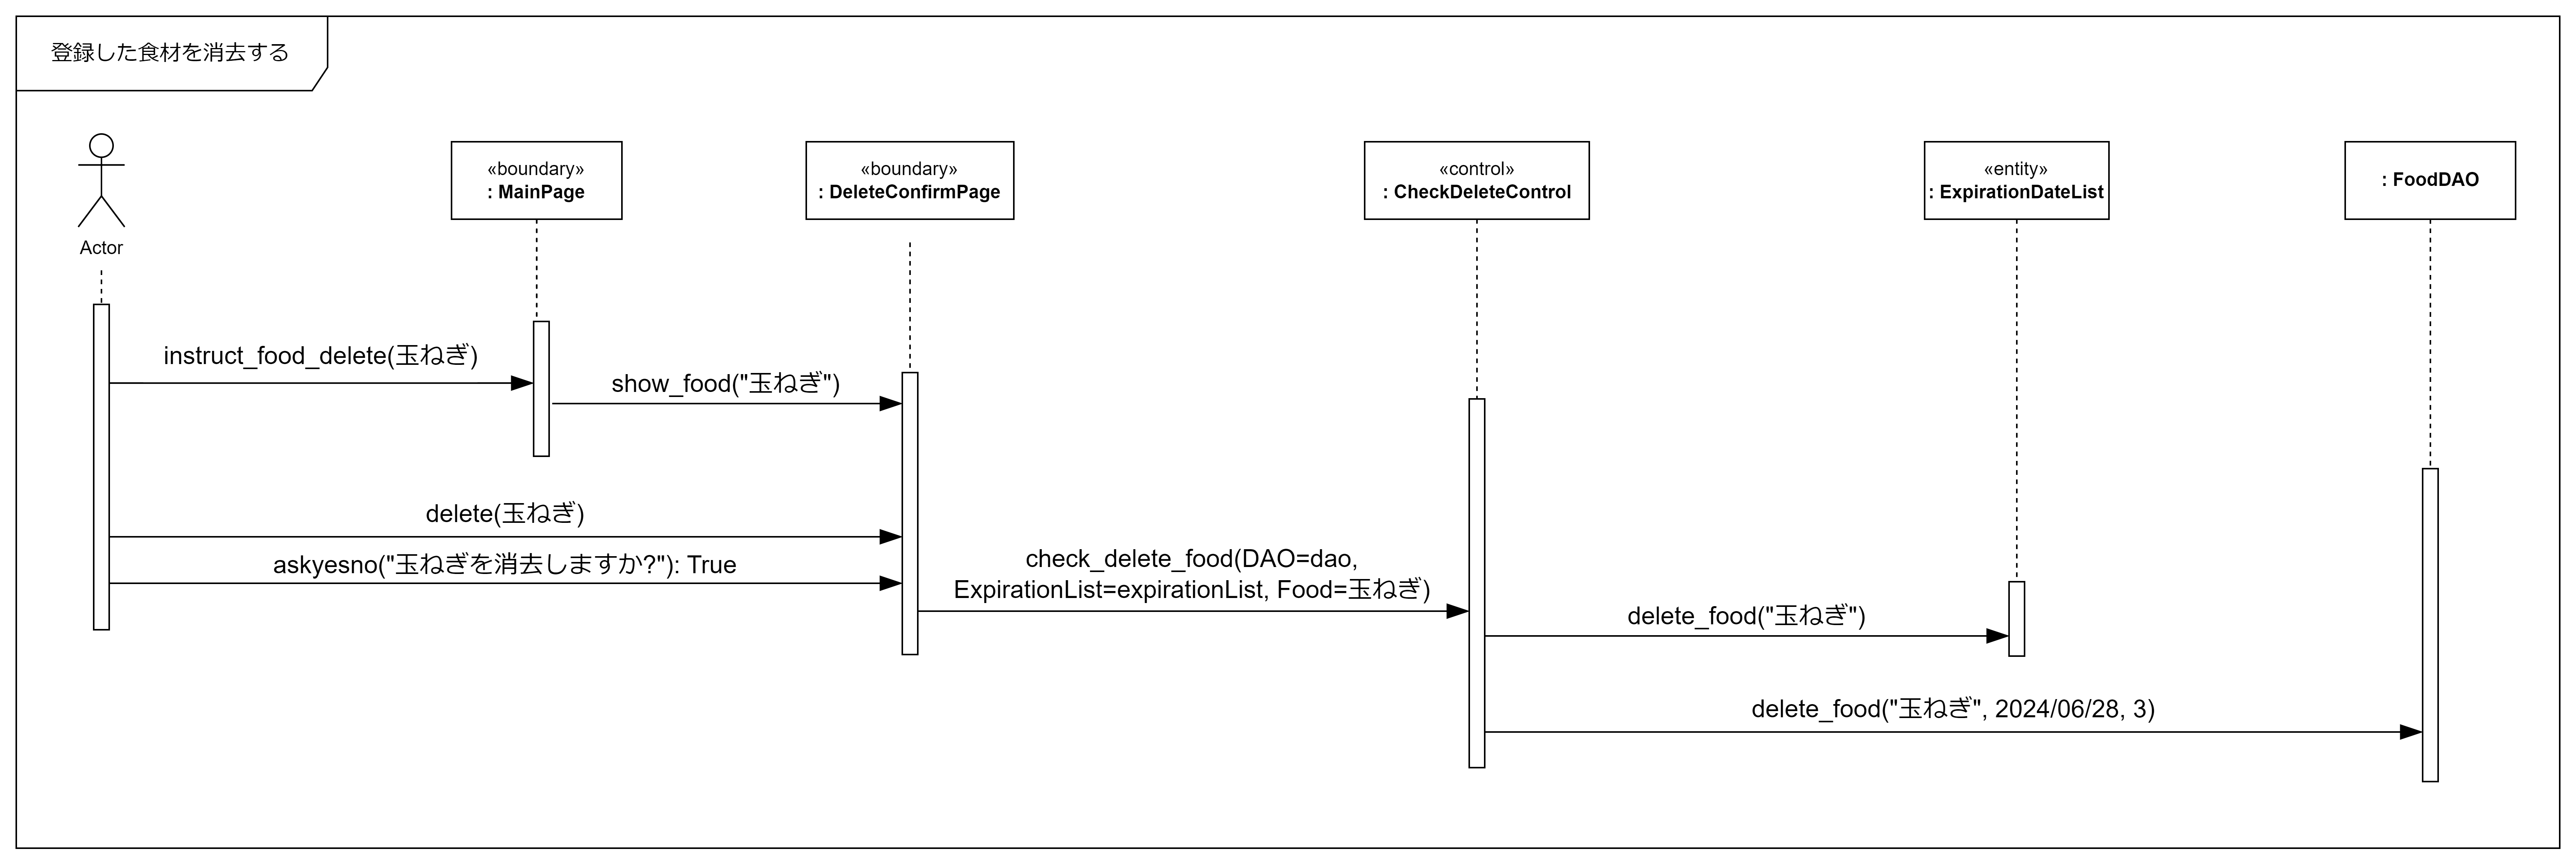 登録した食材を消去する
Actor
«boundary»
: MainPage
«boundary»
: DeleteConfirmPage
«control»
: CheckDeleteControl
«entity»
: ExpirationDateList
: FoodDAO
instruct_food_delete(玉ねぎ)
show_food("玉ねぎ")
delete(玉ねぎ)
askyesno("玉ねぎを消去しますか?"): True
check_delete_food(DAO=dao,
ExpirationList=expirationList, Food=玉ねぎ)
delete_food("玉ねぎ")
delete_food("玉ねぎ", 2024/06/28, 3)